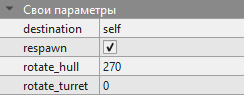 Свои параметры
destination self
respawn
rotate_hull 270
rotate_turret 0